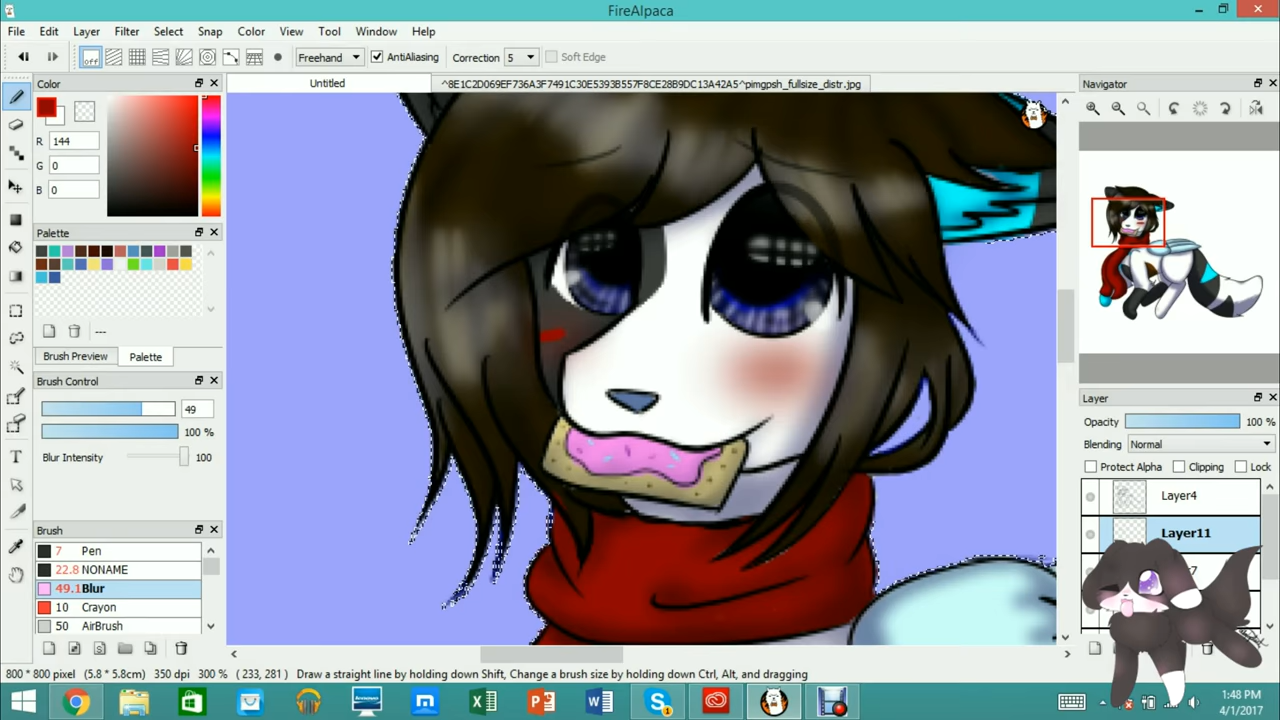 FireAlpaca
File Edit Layer Filter Select Snap Color View Tool Window Help
off Freehand AntiAliasing Correction 5 Soft Edge
Color
Untitled
^8E1C2D069EF736A3F7491C30E5393B557F8CE28B9DC13A42A5^pimgpsh_fullsize_distr.jpg
Navigator
R 144
G 0
B 0
Palette
---
Brush Preview Palette
Brush Control
49
100 %
Blur Intensity 100
Layer
Opacity 100 %
Blending Normal
Protect Alpha Clipping Lock
Layer4
Layer11
Brush
7 Pen
22.8 NONAME
49.1 Blur
10 Crayon
50 AirBrush
800 * 800 pixel (5.8 * 5.8cm) 350 dpi 300 % ( 233, 281 ) Draw a straight line by holding down Shift, Change a brush size by holding down Ctrl, Alt, and dragging
1:48 PM
4/1/2017